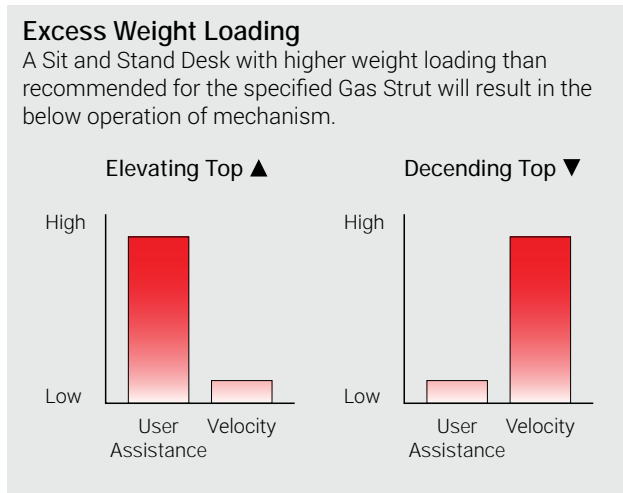 Excess Weight Loading
A Sit and Stand Desk with higher weight loading than
recommended for the specified Gas Strut will result in the
below operation of mechanism.
Elevating Top ▲
High
Low
User
Assistance
Velocity
Decending Top ▼
High
Low
User
Assistance
Velocity